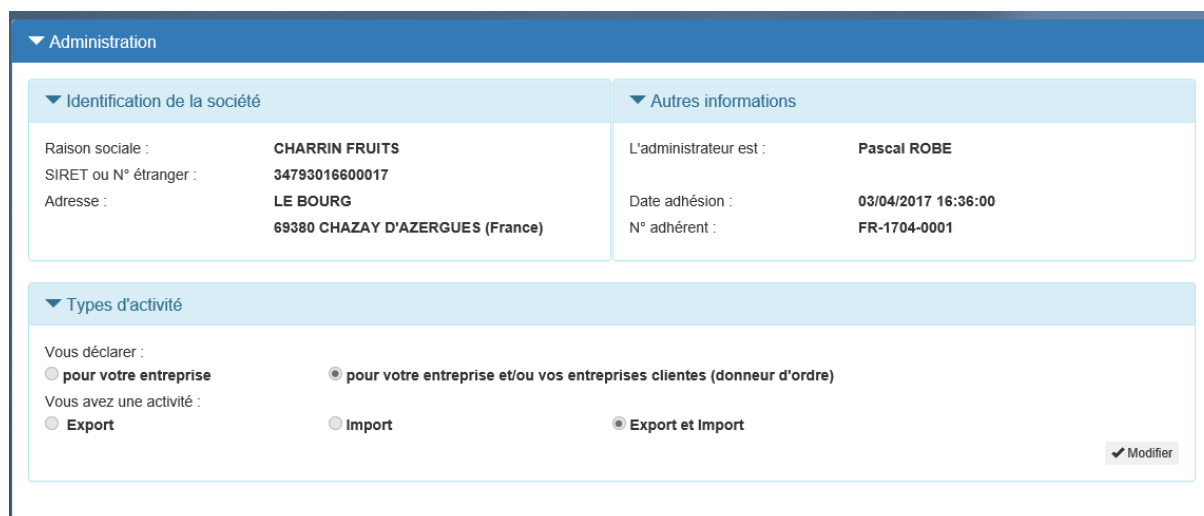 Administration
Identification de la société
Raison sociale : CHARRIN FRUITS
SIRET ou N° étranger : 34793016600017
Adresse : LE BOURG
69380 CHAZAY D'AZERGUES (France)
Autres informations
L'administrateur est : Pascal ROBE
Date adhésion : 03/04/2017 16:36:00
N° adhérent : FR-1704-0001
Types d'activité
Vous déclarer :
pour votre entreprise pour votre entreprise et/ou vos entreprises clientes (donneur d'ordre)
Vous avez une activité :
Export Import Export et Import
Modifier